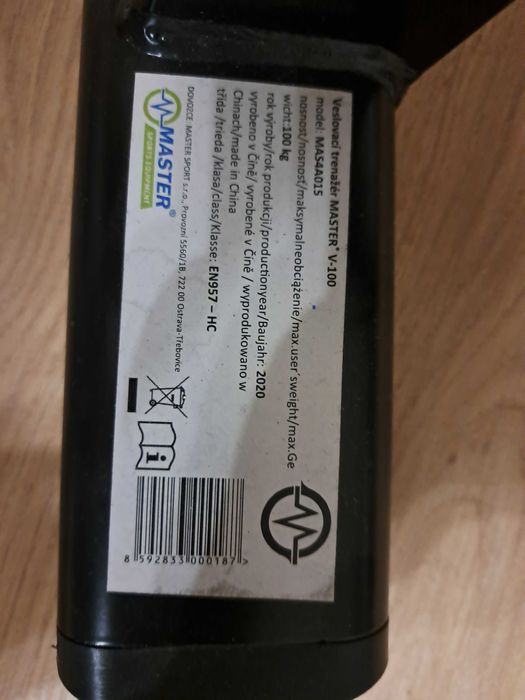 Veslovací trenažér MASTER® V-100
model: MAS4A015
nosnost/nosnosť/maksymalneobciążenie/max.user'sweight/max.Ge
wicht:100 kg
rok výroby/rok produkcji/productionyear/Baujahr: 2020
vyrobeno v Číně/ vyrobené v Číně / wyprodukowano w
Chinach/made in China
třída /trieda /klasa/class/Klasse: EN957 – HC
DOVOZCE: MASTER SPORT s.r.o., Provozní 5560/1B, 722 00 Ostrava-Třebovice
MASTER®
SPORTS EQUIPMENT
i
8 592833 000187 >